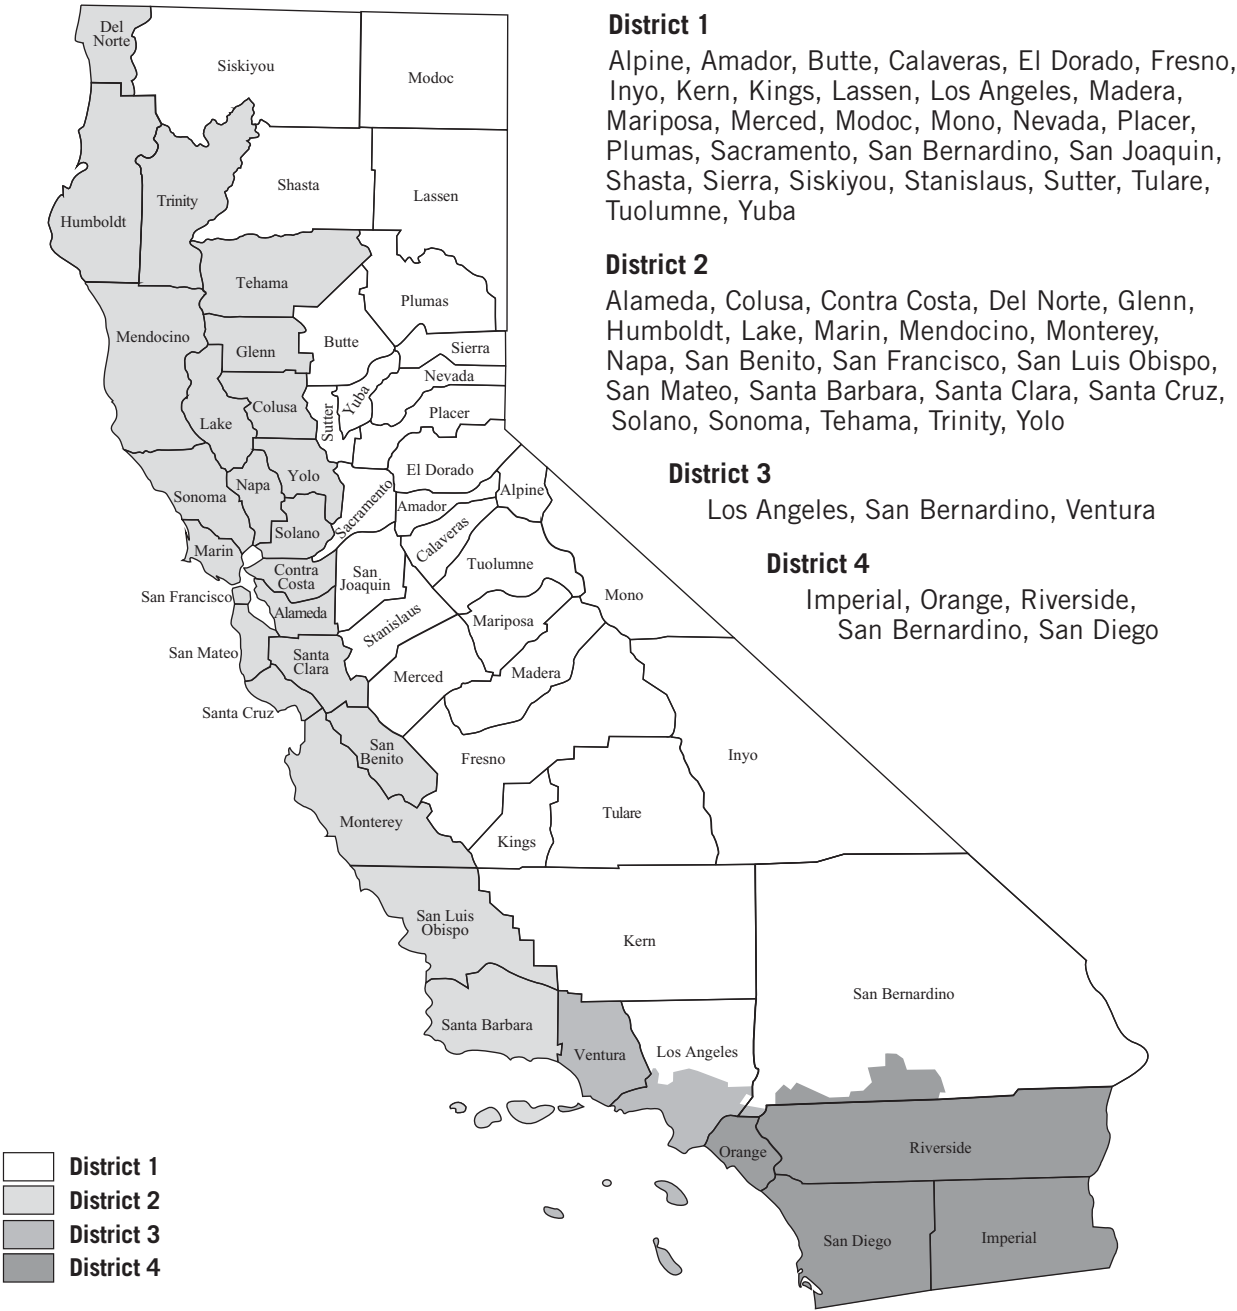 District 1
Alpine, Amador, Butte, Calaveras, El Dorado, Fresno,
Inyo, Kern, Kings, Lassen, Los Angeles, Madera,
Mariposa, Merced, Modoc, Mono, Nevada, Placer,
Plumas, Sacramento, San Bernardino, San Joaquin,
Shasta, Sierra, Siskiyou, Stanislaus, Sutter, Tulare,
Tuolumne, Yuba
District 2
Alameda, Colusa, Contra Costa, Del Norte, Glenn,
Humboldt, Lake, Marin, Mendocino, Monterey,
Napa, San Benito, San Francisco, San Luis Obispo,
San Mateo, Santa Barbara, Santa Clara, Santa Cruz,
Solano, Sonoma, Tehama, Trinity, Yolo
District 3
Los Angeles, San Bernardino, Ventura
District 4
Imperial, Orange, Riverside,
San Bernardino, San Diego
Del
Norte
Siskiyou
Modoc
Shasta
Lassen
Trinity
Humboldt
Tehama
Plumas
Mendocino
Butte
Glenn
Sierra
Nevada
Yuba
Colusa
Placer
Sutter
Lake
El Dorado
Yolo
Napa
Alpine
Sonoma
Sacramento
Amador
Solano
Calaveras
Marin
Tuolumne
Contra
Costa
San
Joaquin
San Francisco
Mono
Alameda
Stanislaus
Mariposa
San Mateo
Santa
Clara
Merced
Madera
Santa Cruz
San
Benito
Fresno
Inyo
Monterey
Tulare
Kings
San Luis
Obispo
Kern
San Bernardino
Santa Barbara
Ventura
Los Angeles
Orange
Riverside
San Diego
Imperial
District 1
District 2
District 3
District 4